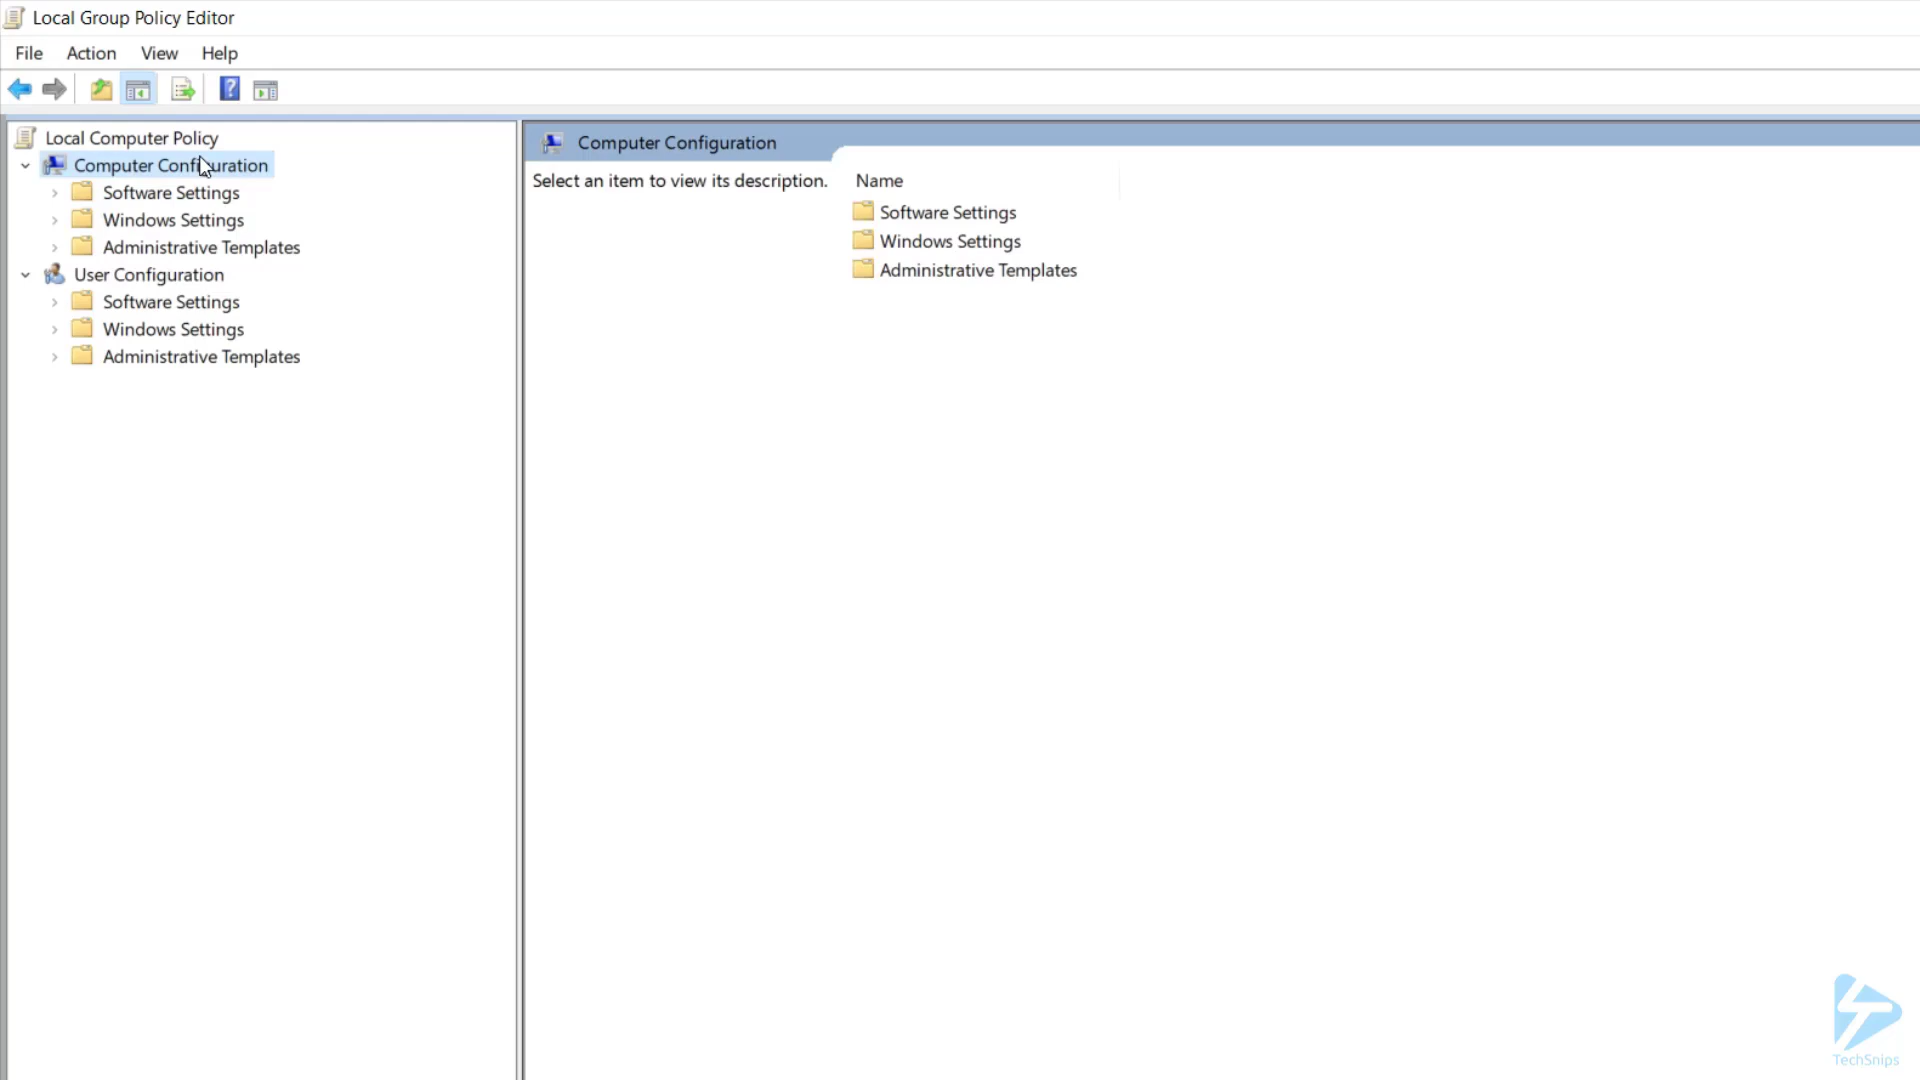 Local Group Policy Editor
File Action View Help
Local Computer Policy
Computer Configuration
Software Settings
Windows Settings
Administrative Templates
User Configuration
Software Settings
Windows Settings
Administrative Templates
Computer Configuration
Select an item to view its description.
Name
Software Settings
Windows Settings
Administrative Templates
TechSnips